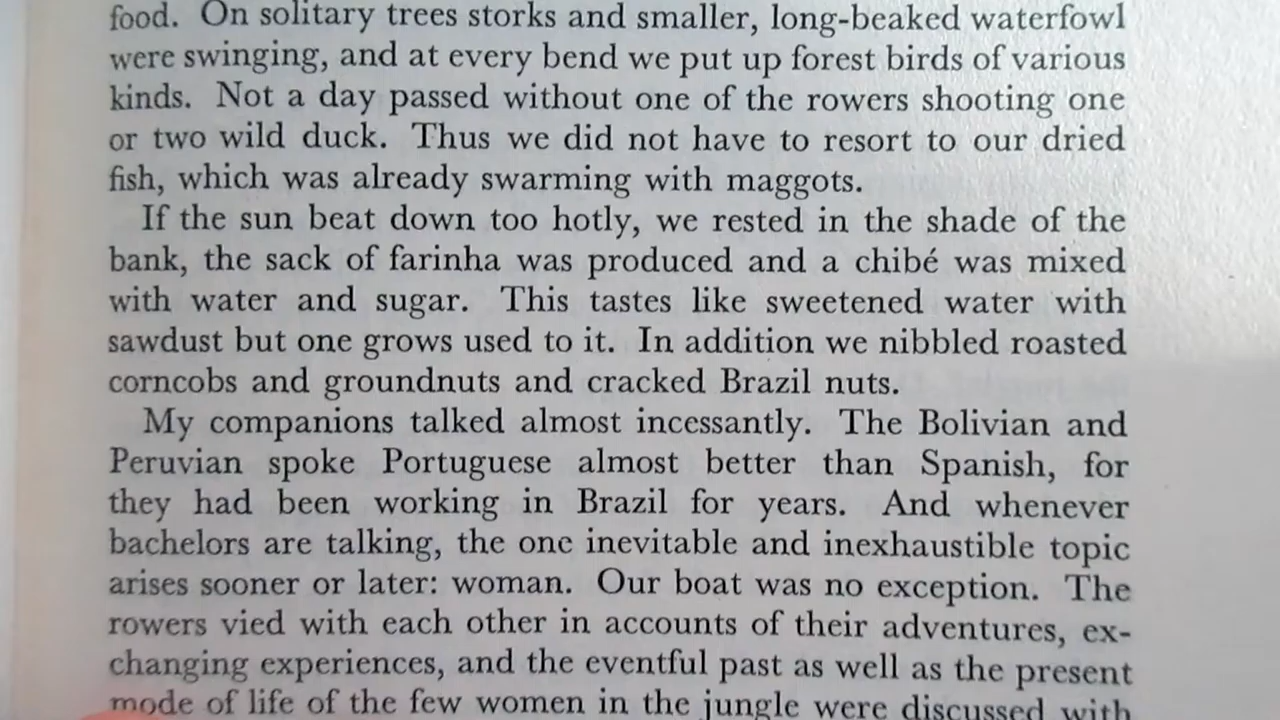 food. On solitary trees storks and smaller, long-beaked waterfowl
were swinging, and at every bend we put up forest birds of various
kinds. Not a day passed without one of the rowers shooting one
or two wild duck. Thus we did not have to resort to our dried
fish, which was already swarming with maggots.
If the sun beat down too hotly, we rested in the shade of the
bank, the sack of farinha was produced and a chibé was mixed
with water and sugar. This tastes like sweetened water with
sawdust but one grows used to it. In addition we nibbled roasted
corncobs and groundnuts and cracked Brazil nuts.
My companions talked almost incessantly. The Bolivian and
Peruvian spoke Portuguese almost better than Spanish, for
they had been working in Brazil for years. And whenever
bachelors are talking, the one inevitable and inexhaustible topic
arises sooner or later: woman. Our boat was no exception. The
rowers vied with each other in accounts of their adventures, ex-
changing experiences, and the eventful past as well as the present
mode of life of the few women in the jungle were discussed with